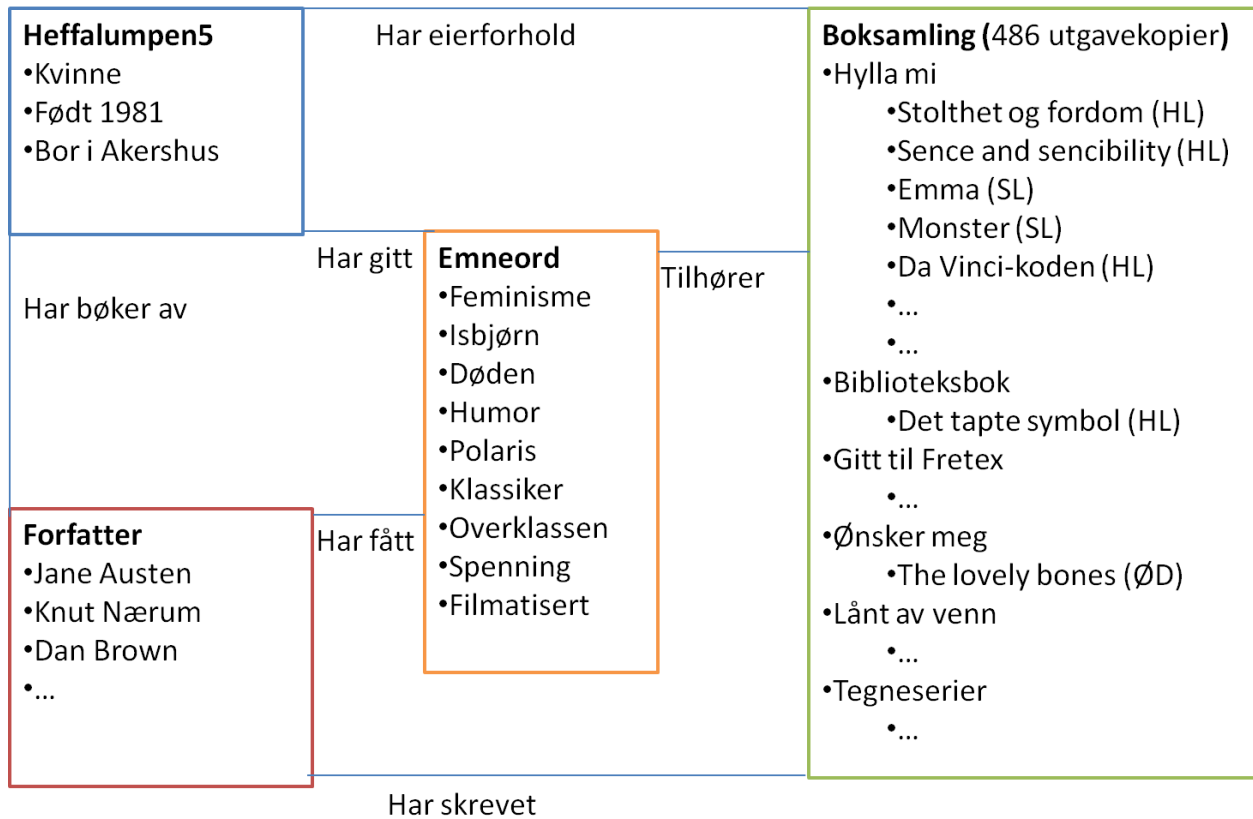 Heffalumpen5
•Kvinne
•Født 1981
•Bor i Akershus
Har eierforhold
Boksamling (486 utgavekopier)
•Hylla mi
•Stolthet og fordom (HL)
•Sence and sencibility (HL)
•Emma (SL)
•Monster (SL)
•Da Vinci-koden (HL)
•...
•...
•Biblioteksbok
•Det tapte symbol (HL)
•Gitt til Fretex
•...
•Ønsker meg
•The lovely bones (ØD)
•Lånt av venn
•...
•Tegneserier
•...
Har gitt
Emneord
•Feminisme
•Isbjørn
•Døden
•Humor
•Polaris
•Klassiker
•Overklassen
•Spenning
•Filmatisert
Tilhører
Har bøker av
Forfatter
•Jane Austen
•Knut Nærum
•Dan Brown
•...
Har fått
Har skrevet